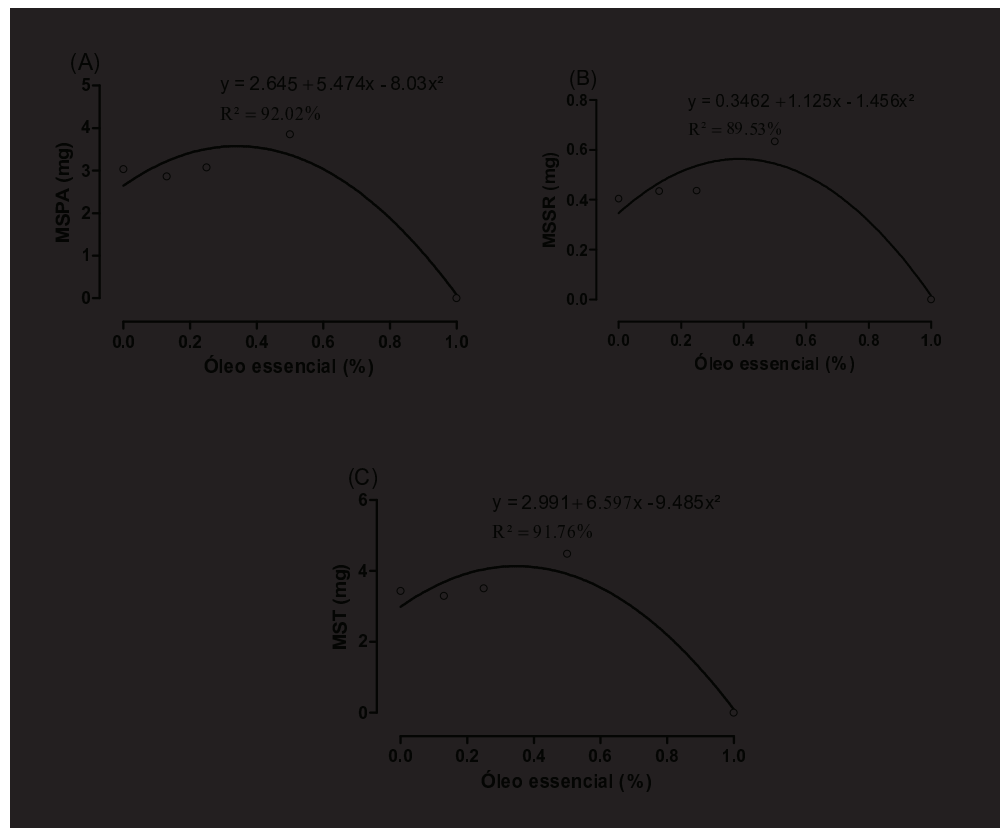 (A)
y = 2.645 + 5.474x - 8.03x²
R² = 92.02%
5
4
3
2
1
0
MSPA (mg)
0.0 0.2 0.4 0.6 0.8 1.0
Óleo essencial (%)
(B)
y = 0.3462 + 1.125x - 1.456x²
R² = 89.53%
0.8
0.6
0.4
0.2
0.0
MSSR (mg)
0.0 0.2 0.4 0.6 0.8 1.0
Óleo essencial (%)
(C)
y = 2.991+ 6.597x - 9.485x²
R² = 91.76%
6
4
2
0
MST (mg)
0.0 0.2 0.4 0.6 0.8 1.0
Óleo essencial (%)